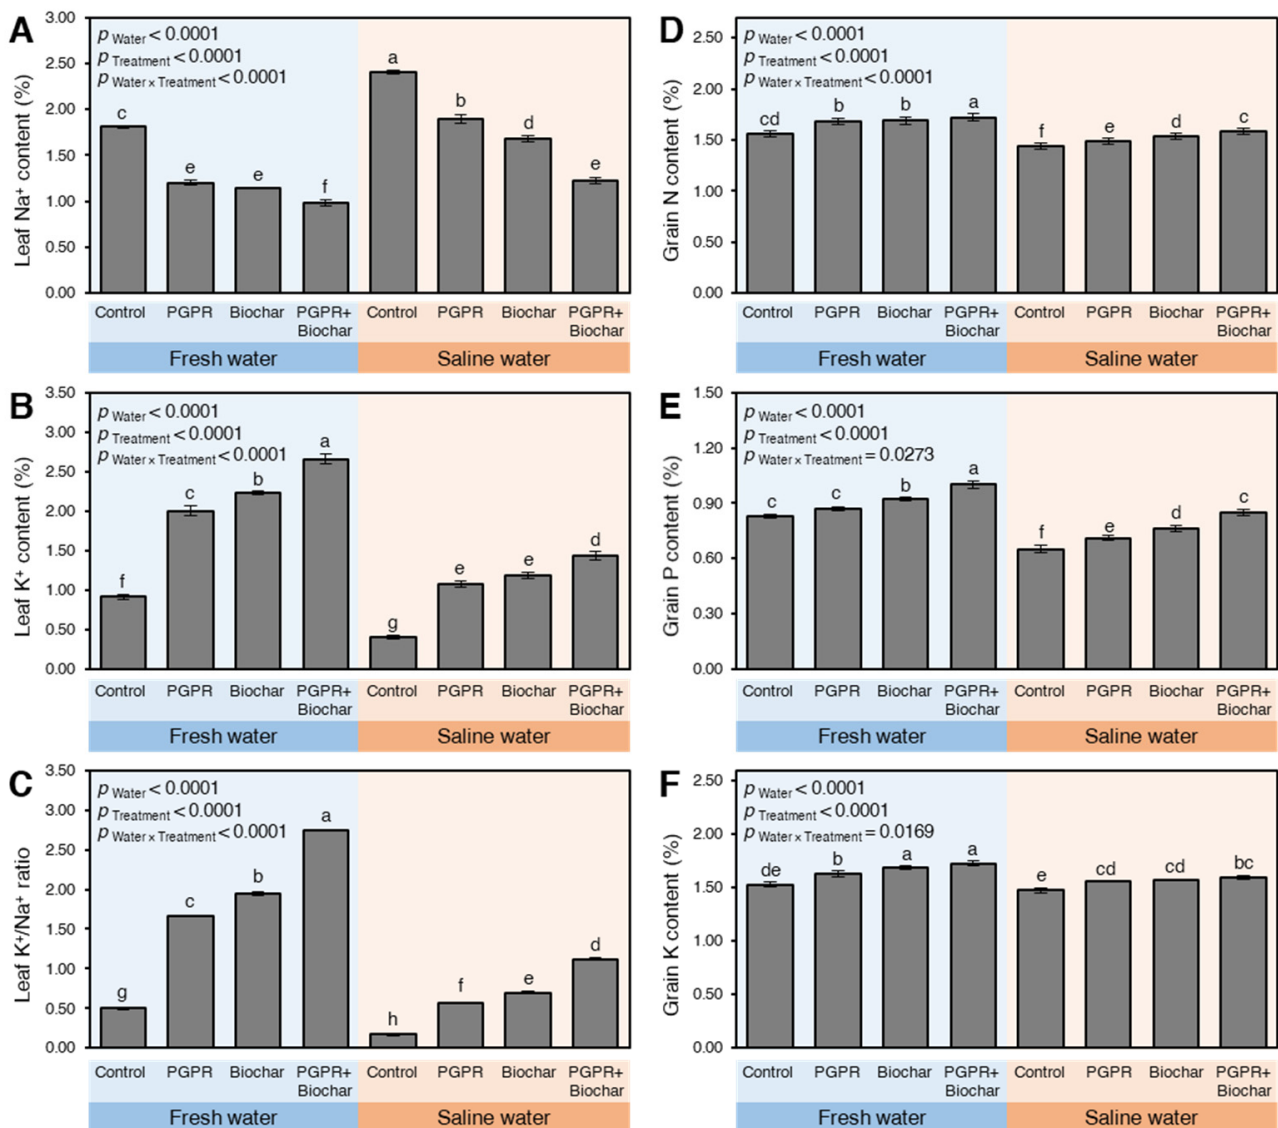 A
Leaf Na⁺ content (%)
3.00
2.50
2.00
1.50
1.00
0.50
0.00
p Water < 0.0001
p Treatment < 0.0001
p Water × Treatment < 0.0001
c
e
e
f
a
b
d
e
Control PGPR Biochar PGPR+ Control PGPR Biochar PGPR+
Biochar Biochar
Fresh water Saline water
B
Leaf K⁺ content (%)
3.50
3.00
2.50
2.00
1.50
1.00
0.50
0.00
p Water < 0.0001
p Treatment < 0.0001
p Water × Treatment < 0.0001
f
c
b
a
g
e
e
d
Control PGPR Biochar PGPR+ Control PGPR Biochar PGPR+
Biochar Biochar
Fresh water Saline water
C
Leaf K⁺/Na⁺ ratio
3.50
3.00
2.50
2.00
1.50
1.00
0.50
0.00
p Water < 0.0001
p Treatment < 0.0001
p Water × Treatment < 0.0001
g
c
b
a
h
f
e
d
Control PGPR Biochar PGPR+ Control PGPR Biochar PGPR+
Biochar Biochar
Fresh water Saline water
D
Grain N content (%)
2.50
2.00
1.50
1.00
0.50
0.00
p Water < 0.0001
p Treatment < 0.0001
p Water × Treatment < 0.0001
cd
b
b
a
f
e
d
c
Control PGPR Biochar PGPR+ Control PGPR Biochar PGPR+
Biochar Biochar
Fresh water Saline water
E
Grain P content (%)
1.50
1.20
0.90
0.60
0.30
0.00
p Water < 0.0001
p Treatment < 0.0001
p Water × Treatment = 0.0273
c
c
b
a
f
e
d
c
Control PGPR Biochar PGPR+ Control PGPR Biochar PGPR+
Biochar Biochar
Fresh water Saline water
F
Grain K content (%)
2.50
2.00
1.50
1.00
0.50
0.00
p Water < 0.0001
p Treatment < 0.0001
p Water × Treatment = 0.0169
de
b
a
a
e
cd
cd
bc
Control PGPR Biochar PGPR+ Control PGPR Biochar PGPR+
Biochar Biochar
Fresh water Saline water